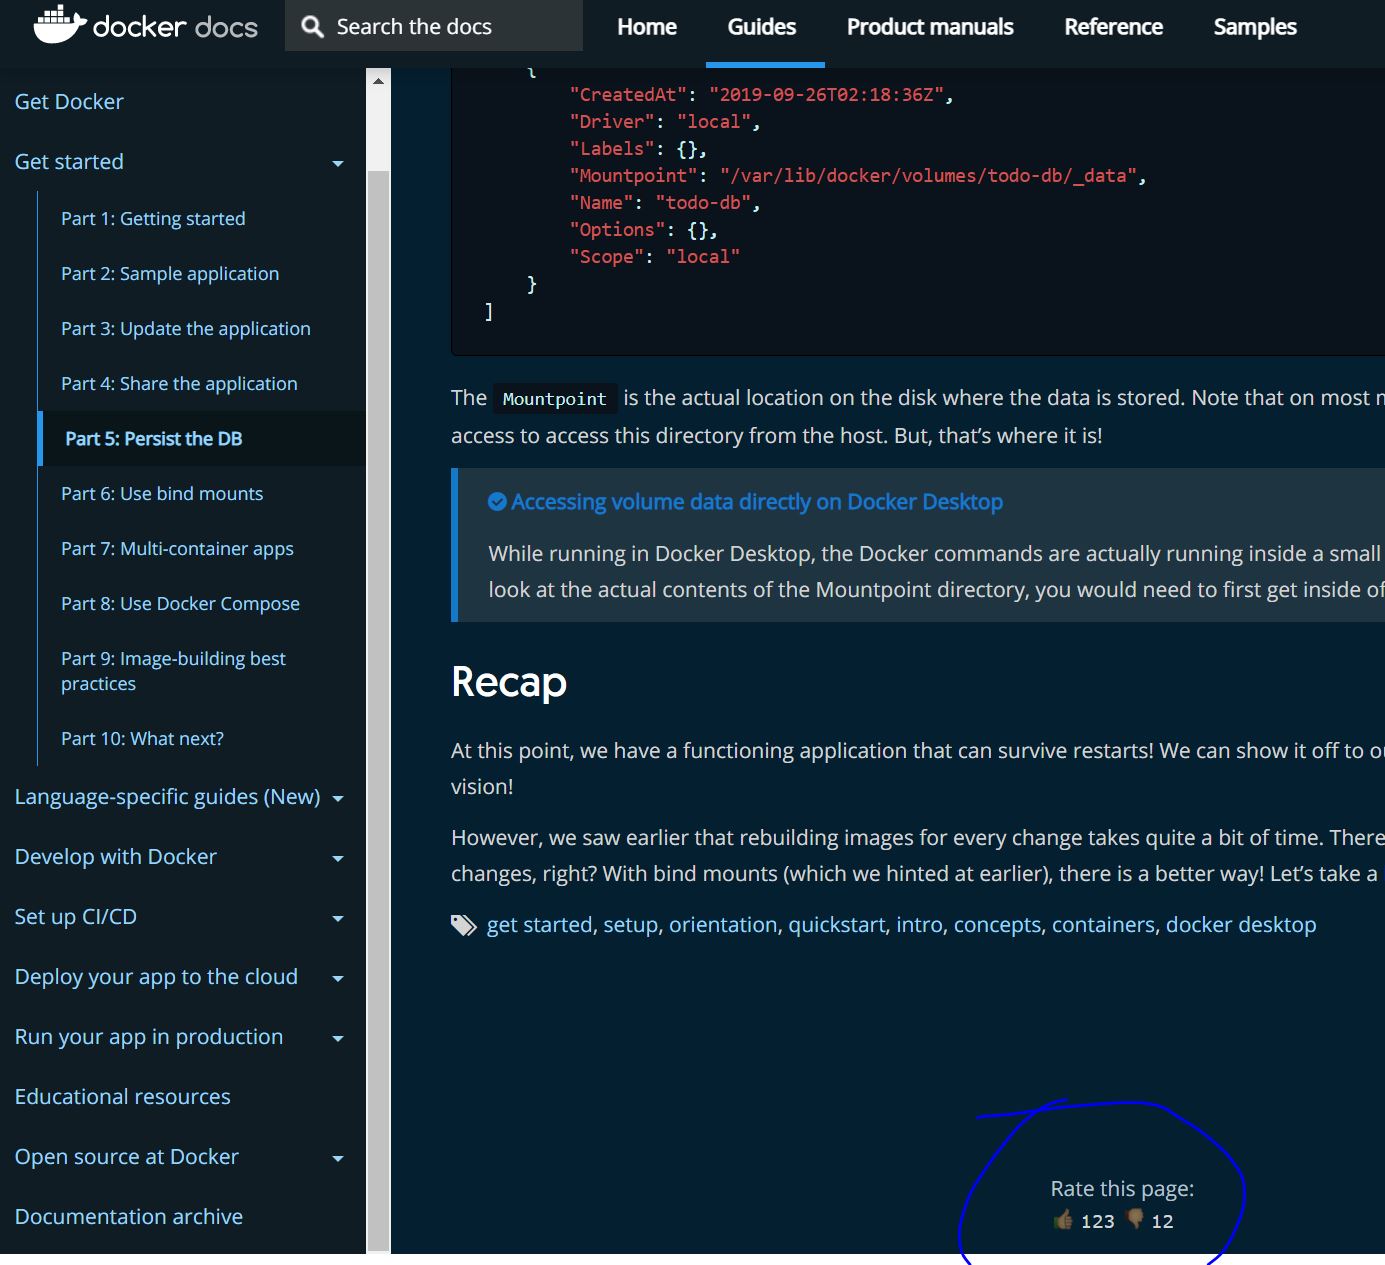 docker docs
Search the docs
Home
Guides
Product manuals
Reference
Samples
Get Docker
Get started
Part 1: Getting started
Part 2: Sample application
Part 3: Update the application
Part 4: Share the application
Part 5: Persist the DB
Part 6: Use bind mounts
Part 7: Multi-container apps
Part 8: Use Docker Compose
Part 9: Image-building best
practices
Part 10: What next?
Language-specific guides (New)
Develop with Docker
Set up CI/CD
Deploy your app to the cloud
Run your app in production
Educational resources
Open source at Docker
Documentation archive
{
"CreatedAt": "2019-09-26T02:18:36Z",
"Driver": "local",
"Labels": {},
"Mountpoint": "/var/lib/docker/volumes/todo-db/_data",
"Name": "todo-db",
"Options": {},
"Scope": "local"
}
]
The Mountpoint is the actual location on the disk where the data is stored. Note that on most
access to access this directory from the host. But, that’s where it is!
Accessing volume data directly on Docker Desktop
While running in Docker Desktop, the Docker commands are actually running inside a small
look at the actual contents of the Mountpoint directory, you would need to first get inside of
Recap
At this point, we have a functioning application that can survive restarts! We can show it off to
vision!
However, we saw earlier that rebuilding images for every change takes quite a bit of time. There
changes, right? With bind mounts (which we hinted at earlier), there is a better way! Let’s take a
get started, setup, orientation, quickstart, intro, concepts, containers, docker desktop
Rate this page:
👍 123 👎 12